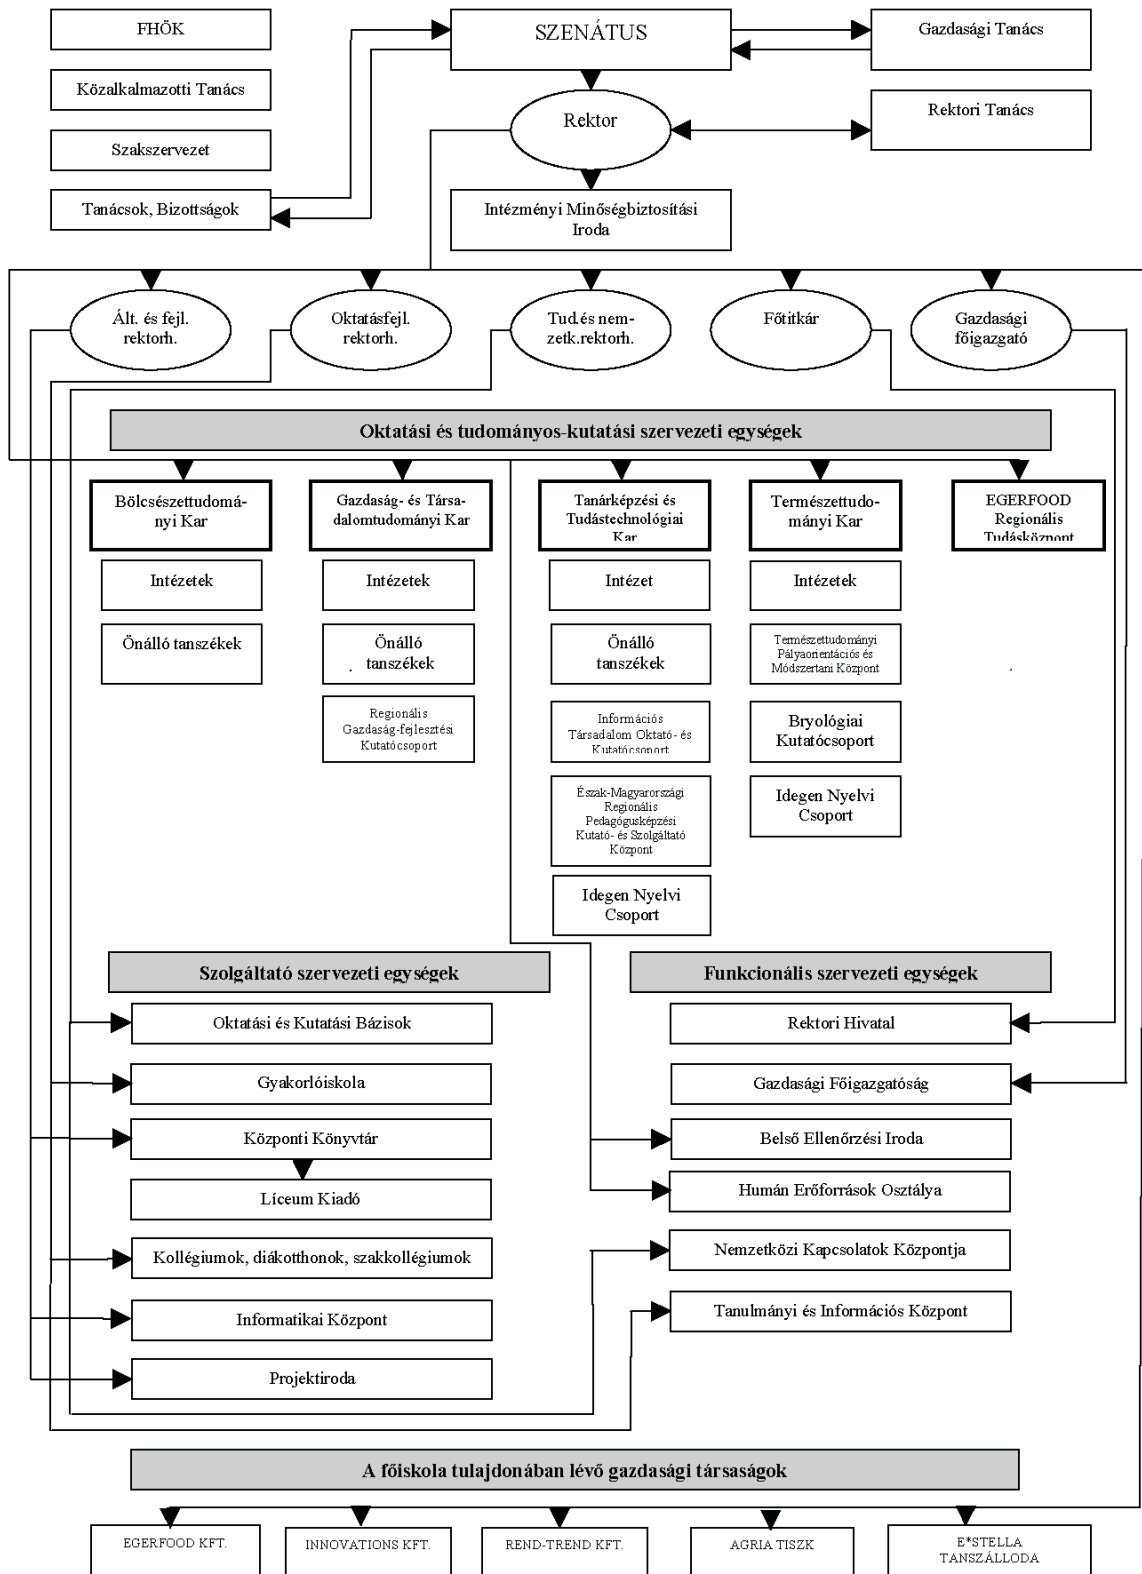 FHÖK
SZENÁTUS
Gazdasági Tanács
Közalkalmazotti Tanács
Rektor
Rektori Tanács
Szakszervezet
Tanácsok, Bizottságok
Intézményi Minőségbiztosítási
Iroda
Ált. és fejl.
rektorh.
Oktatásfejl.
rektorh.
Tud.és nem-
zetk.rektorh.
Főtitkár
Gazdasági
főigazgató
Oktatási és tudományos-kutatási szervezeti egységek
Bölcsészettudomá-
nyi Kar
Gazdaság- és Társa-
dalomtudományi Kar
Tanárképzési és
Tudástechnológiai
Kar
Természettudo-
mányi Kar
EGERFOOD
Regionális
Tudásközpont
Intézetek
Intézetek
Intézet
Intézetek
Önálló tanszékek
Önálló
tanszékek
Önálló
tanszékek
Természettudományi
Pályaorientációs és
Módszertani Központ
Regionális
Gazdaság-fejlesztési
Kutatócsoport
Információs
Társadalom Oktató- és
Kutatócsoport
Bryológiai
Kutatócsoport
Észak-Magyarországi
Regionális
Pedagógusképzési
Kutató- és Szolgáltató
Központ
Idegen Nyelvi
Csoport
Idegen Nyelvi
Csoport
Szolgáltató szervezeti egységek
Funkcionális szervezeti egységek
Oktatási és Kutatási Bázisok
Rektori Hivatal
Gyakorlóiskola
Gazdasági Főigazgatóság
Központi Könyvtár
Belső Ellenőrzési Iroda
Líceum Kiadó
Humán Erőforrások Osztálya
Kollégiumok, diákotthonok, szakkollégiumok
Nemzetközi Kapcsolatok Központja
Informatikai Központ
Tanulmányi és Információs Központ
Projektiroda
A főiskola tulajdonában lévő gazdasági társaságok
EGERFOOD KFT.
INNOVATIONS KFT.
REND-TREND KFT.
AGRIA TISZK
E*STELLA
TANSZÁLLODA